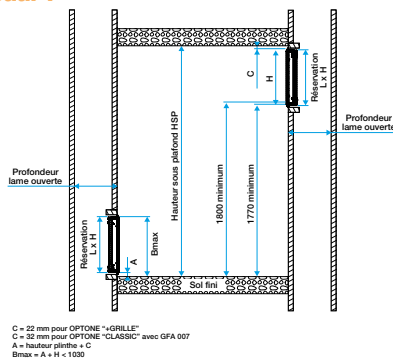 C
H
Réservation
L x H
Profondeur
lame ouverte
Hauteur sous plafond HSP
1800 minimum
1770 minimum
Profondeur
lame ouverte
Réservation
L x H
A
Bmax
Sol fini
C = 22 mm pour OPTONE "+GRILLE"
C = 32 mm pour OPTONE "CLASSIC" avec GFA 007
A = hauteur plinthe + C
Bmax = A + H < 1030